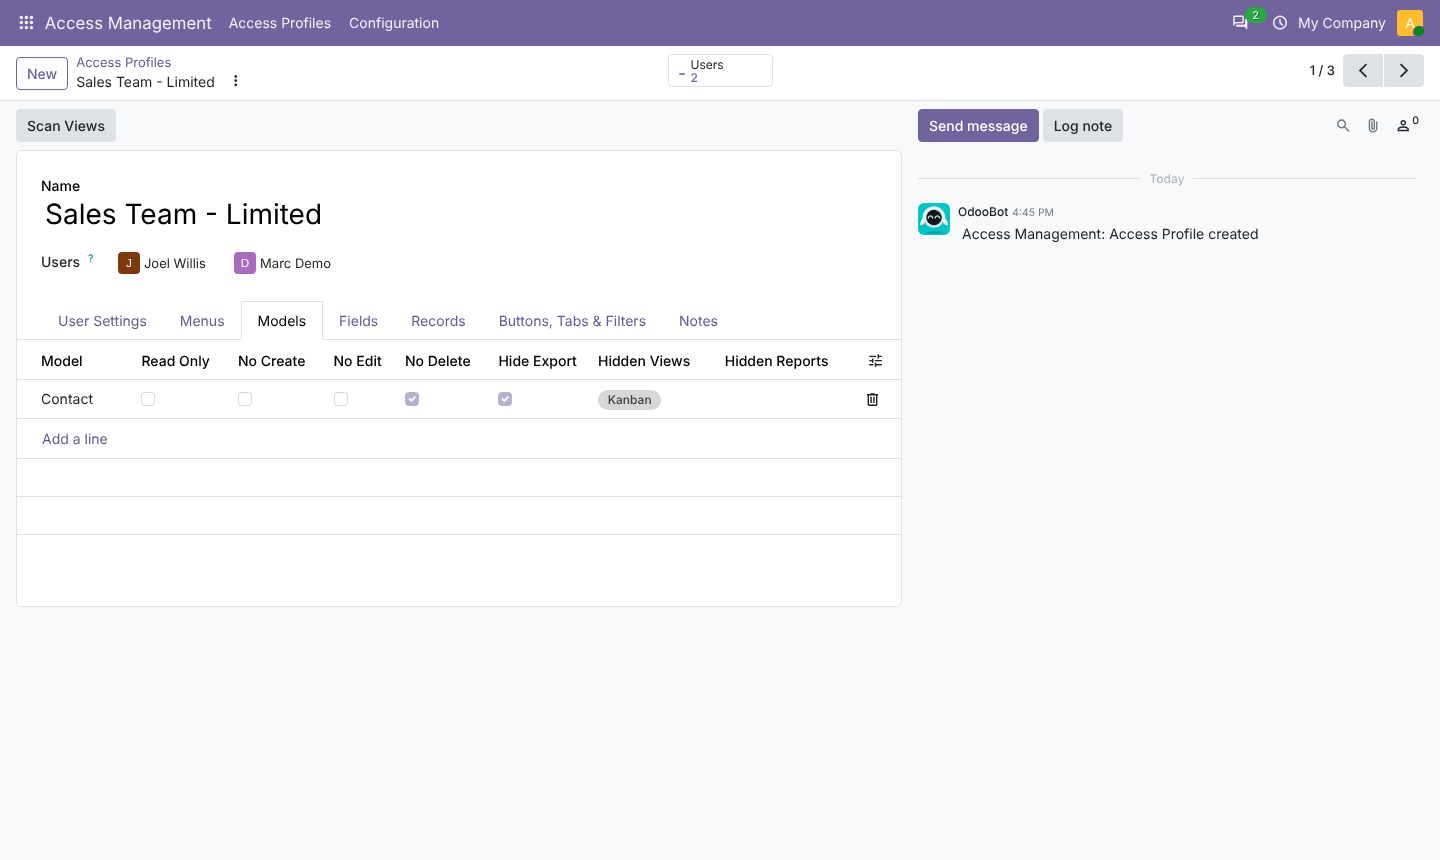 Access Management Access Profiles Configuration 2 My Company A
New
Access Profiles
Sales Team - Limited
Users
2
1 / 3
Scan Views
Send message Log note 0
Name
Sales Team - Limited
Users ? J Joel Willis D Marc Demo
User Settings Menus Models Fields Records Buttons, Tabs & Filters Notes
Model Read Only No Create No Edit No Delete Hide Export Hidden Views Hidden Reports
Contact Kanban
Add a line
Today
OdooBot 4:45 PM
Access Management: Access Profile created